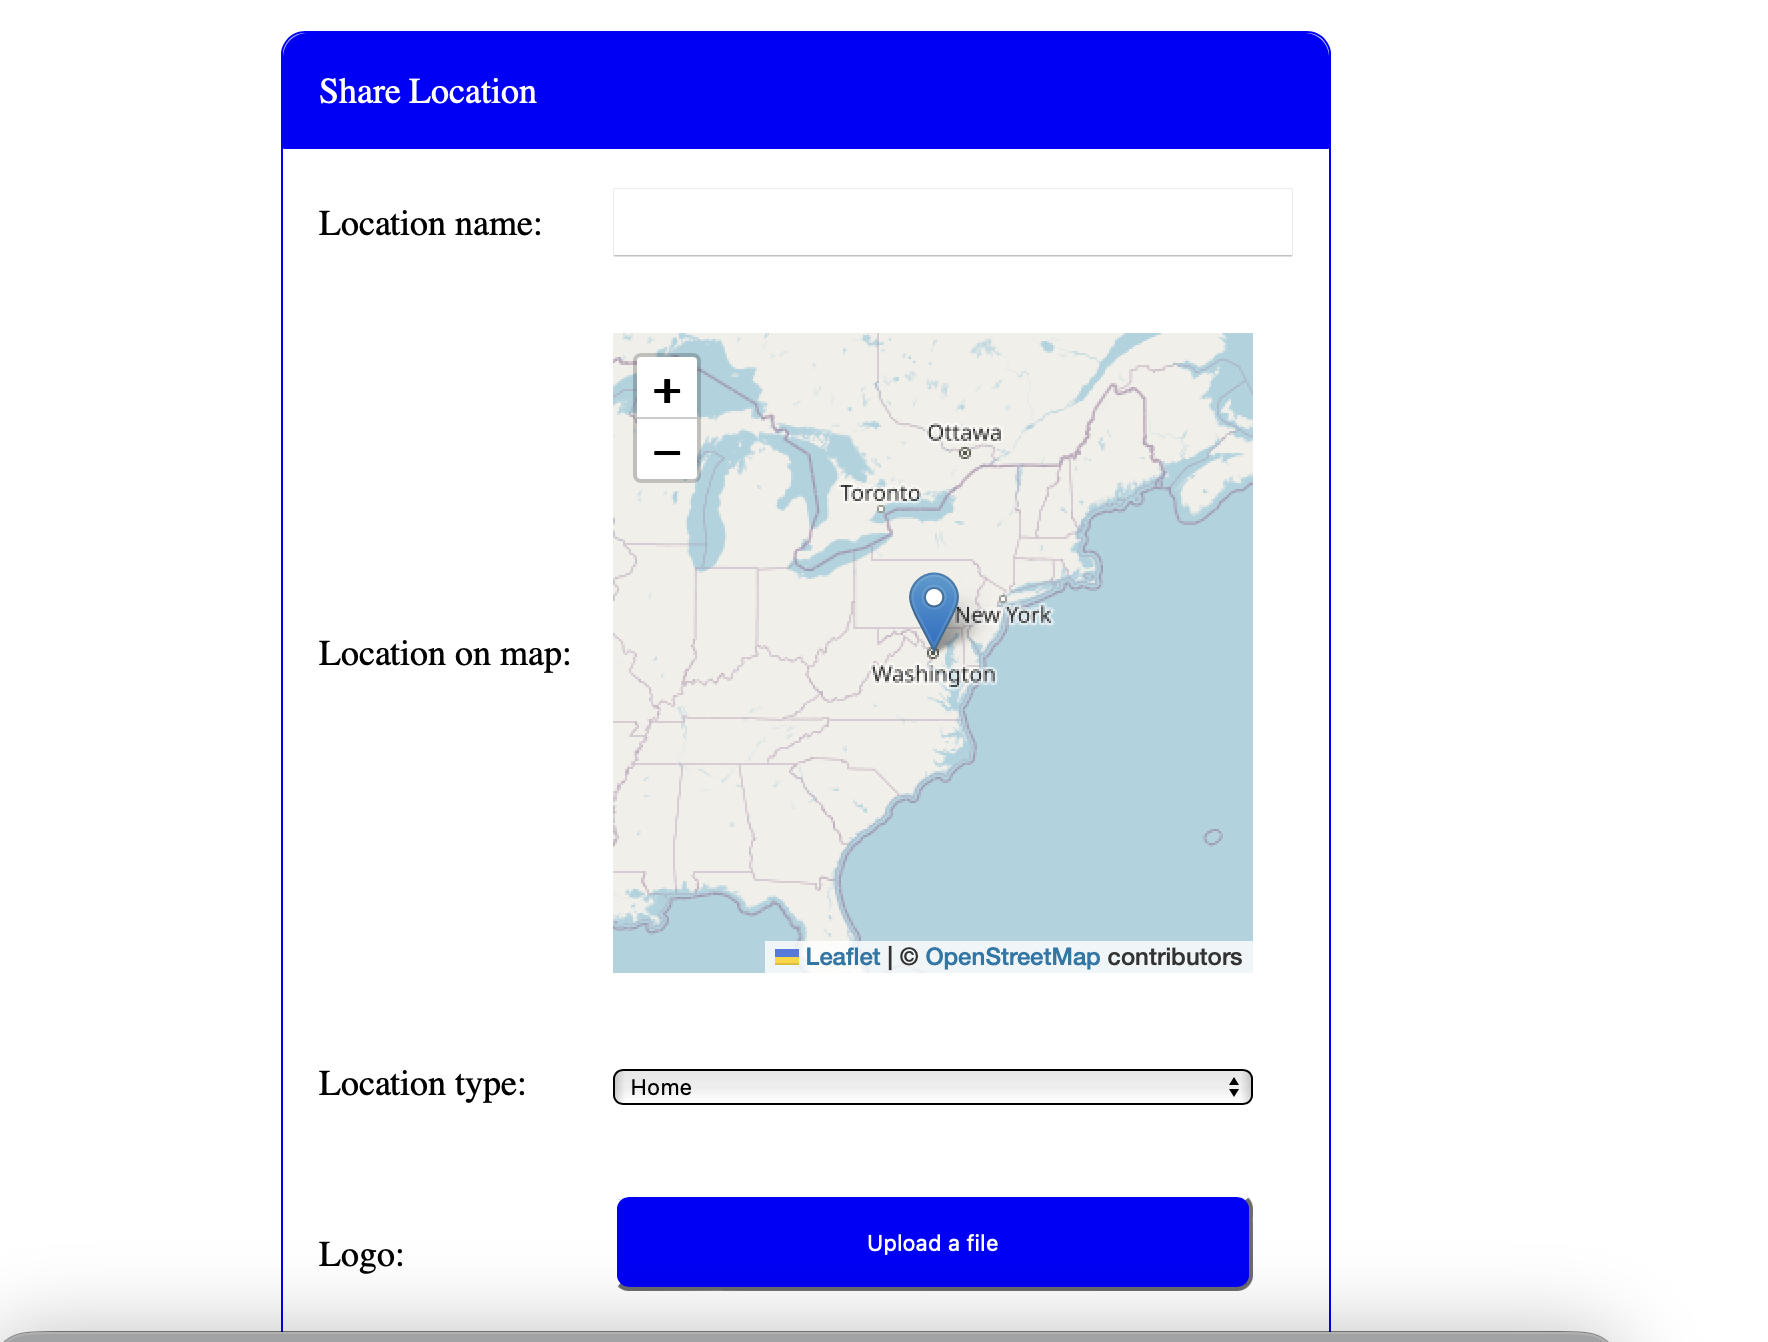 Share Location
Location name:
+
−
Ottawa
Toronto
New York
Washington
Location on map:
Leaflet | © OpenStreetMap contributors
Location type:
Home
Logo:
Upload a file